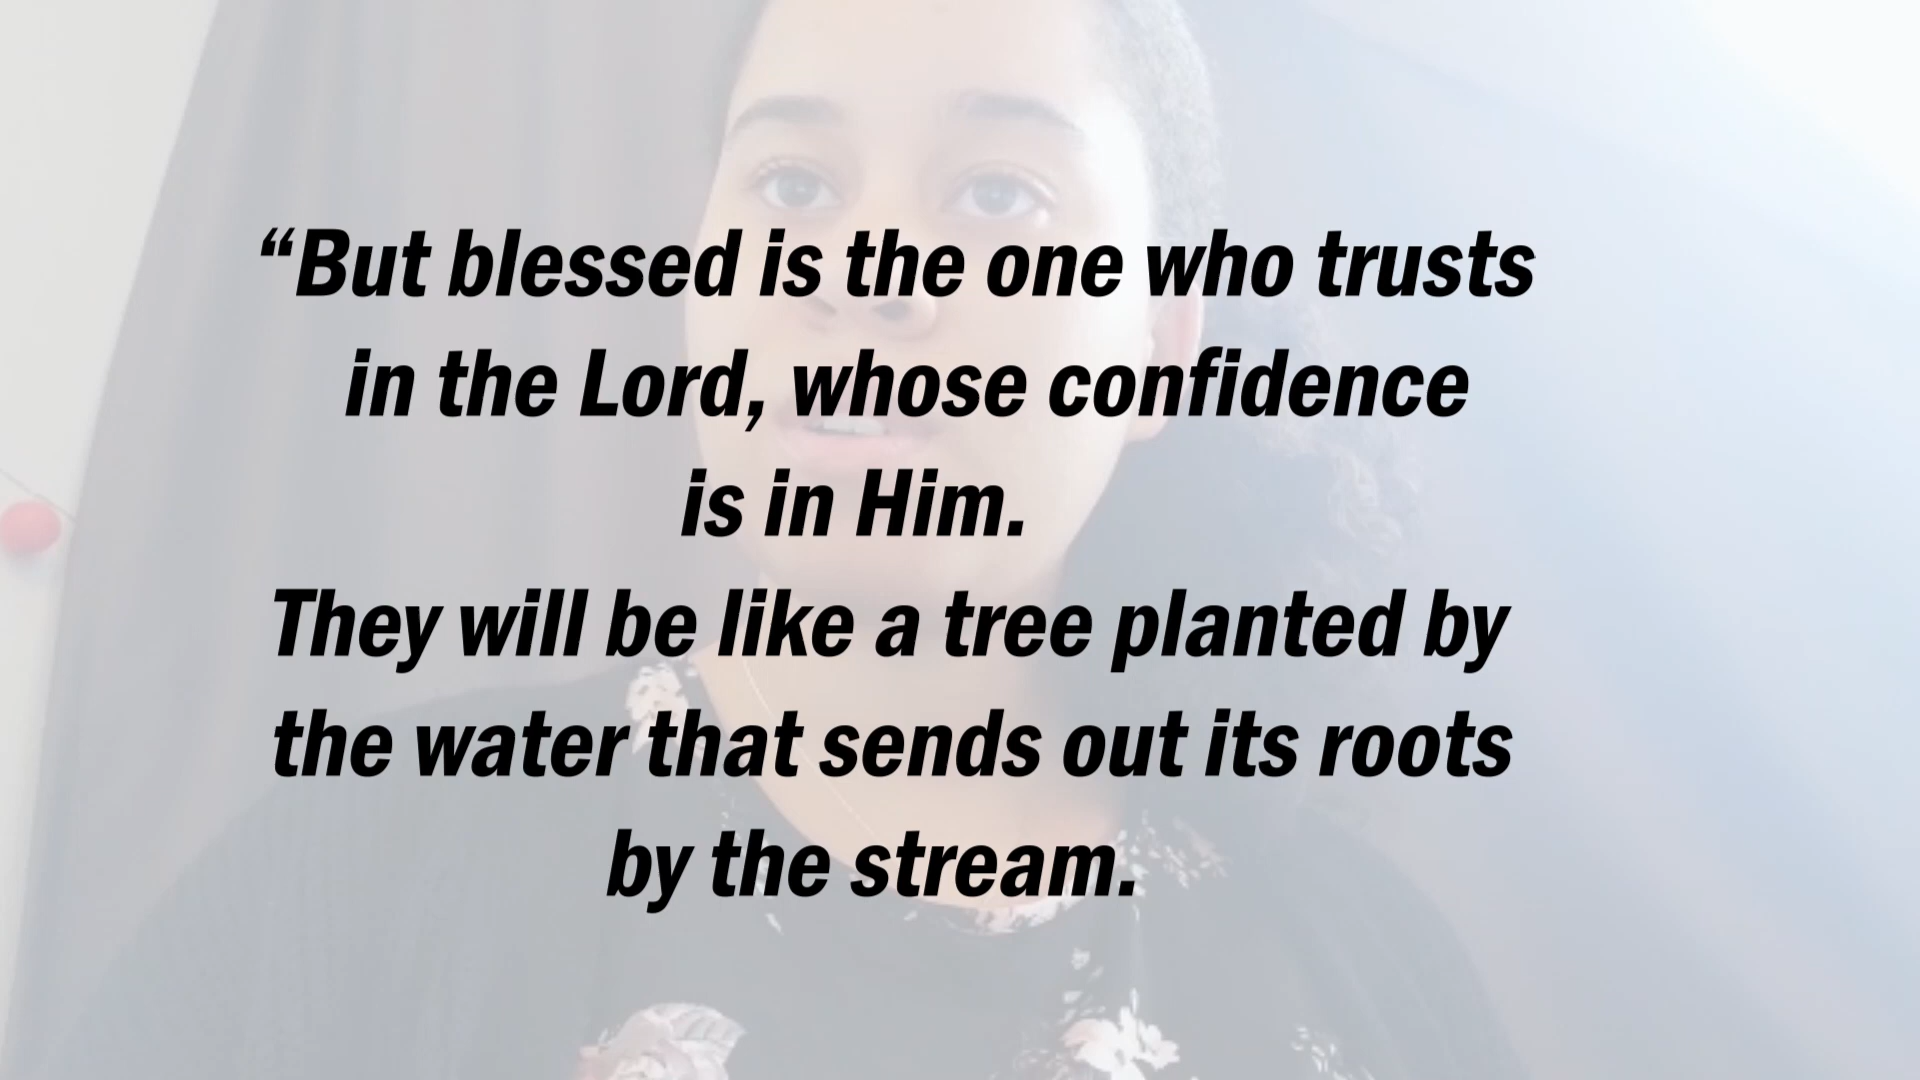 “But blessed is the one who trusts
in the Lord, whose confidence
is in Him.
They will be like a tree planted by
the water that sends out its roots
by the stream.